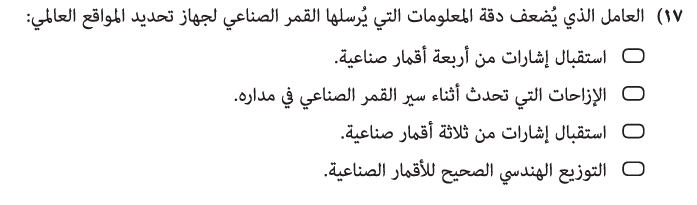 ١٧) العامل الذي يُضعف دقة المعلومات التي يُرسلها القمر الصناعي لجهاز تحديد المواقع العالمي:
استقبال إشارات من أربعة أقمار صناعية.
الإزاحات التي تحدث أثناء سير القمر الصناعي في مداره.
استقبال إشارات من ثلاثة أقمار صناعية.
التوزيع الهندسي الصحيح للأقمار الصناعية.